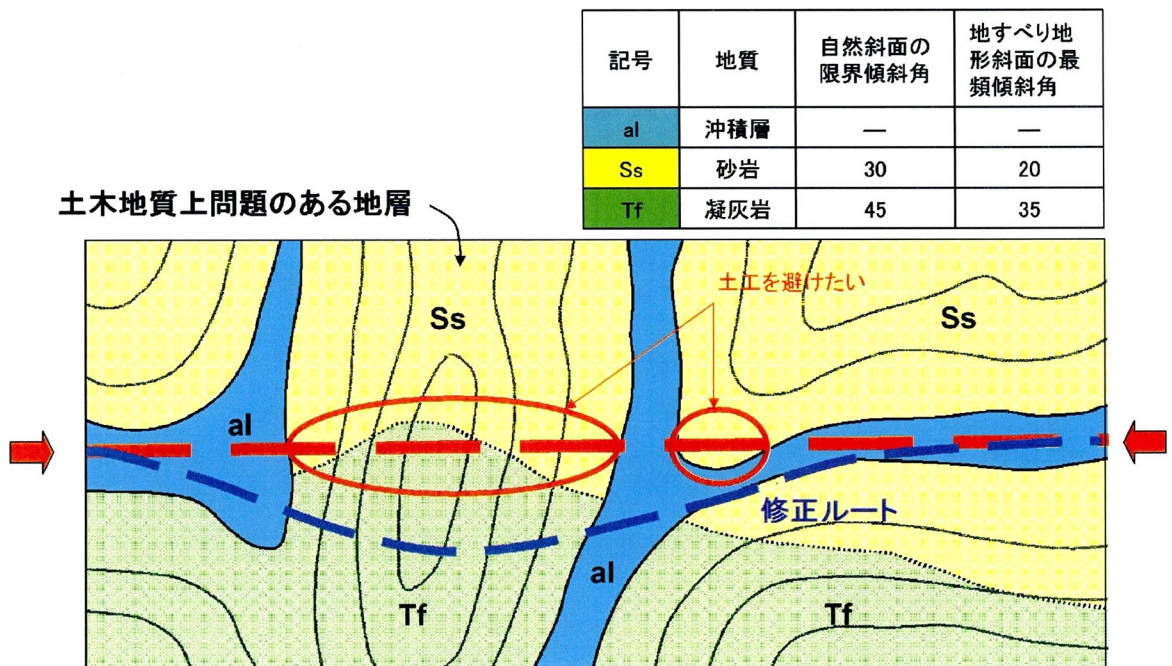 記号
地質
自然斜面の
限界傾斜角
地すべり地
形斜面の最
頻傾斜角
al
沖積層
—
—
Ss
砂岩
30
20
Tf
凝灰岩
45
35
土木地質上問題のある地層
土工を避けたい
Ss
Ss
al
修正ルート
al
Tf
Tf